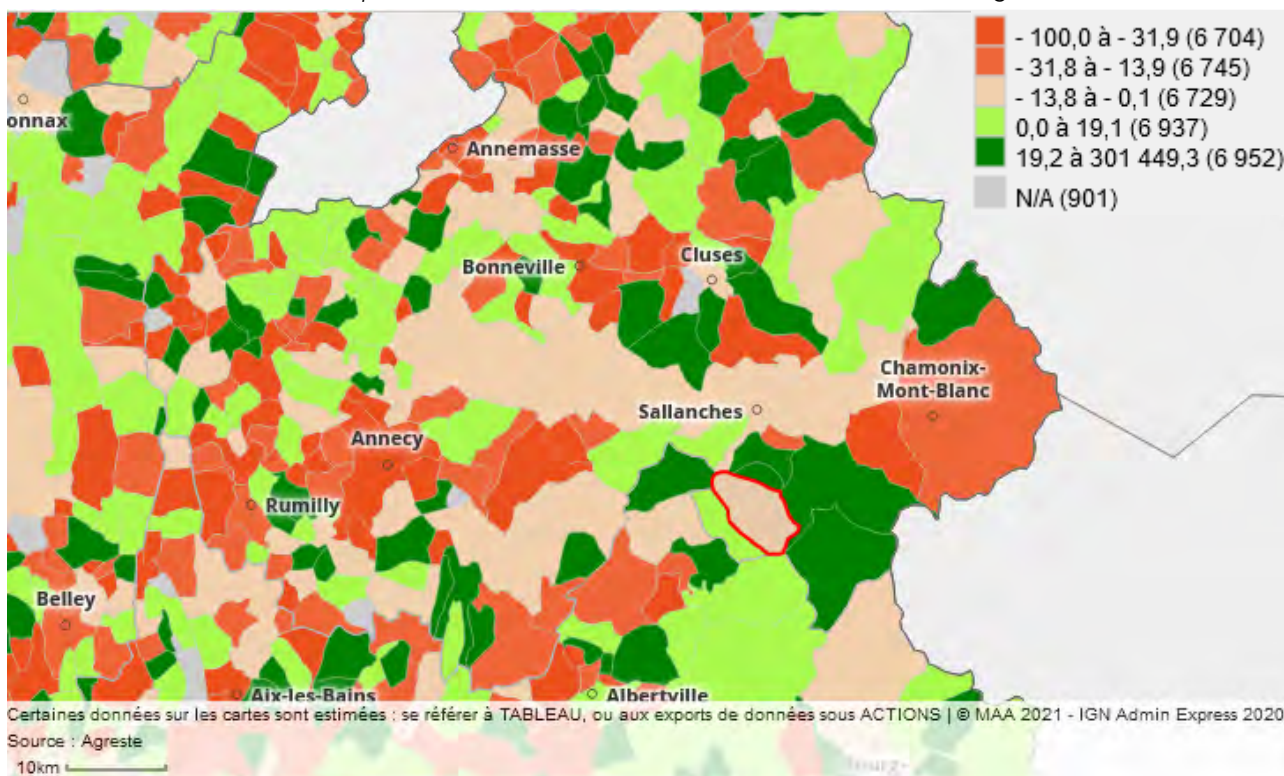 - 100,0 à - 31,9 (6 704)
- 31,8 à - 13,9 (6 745)
- 13,8 à - 0,1 (6 729)
0,0 à 19,1 (6 937)
19,2 à 301 449,3 (6 952)
N/A (901)
onnax
Annemasse
Bonneville
Cluses
Chamonix-
Mont-Blanc
Sallanches
Annecy
Rumilly
Belley
Aix-les-Bains
Albertville
Certaines données sur les cartes sont estimées : se référer à TABLEAU, ou aux exports de données sous ACTIONS | © MAA 2021 - IGN Admin Express 2020
Source : Agreste
10km